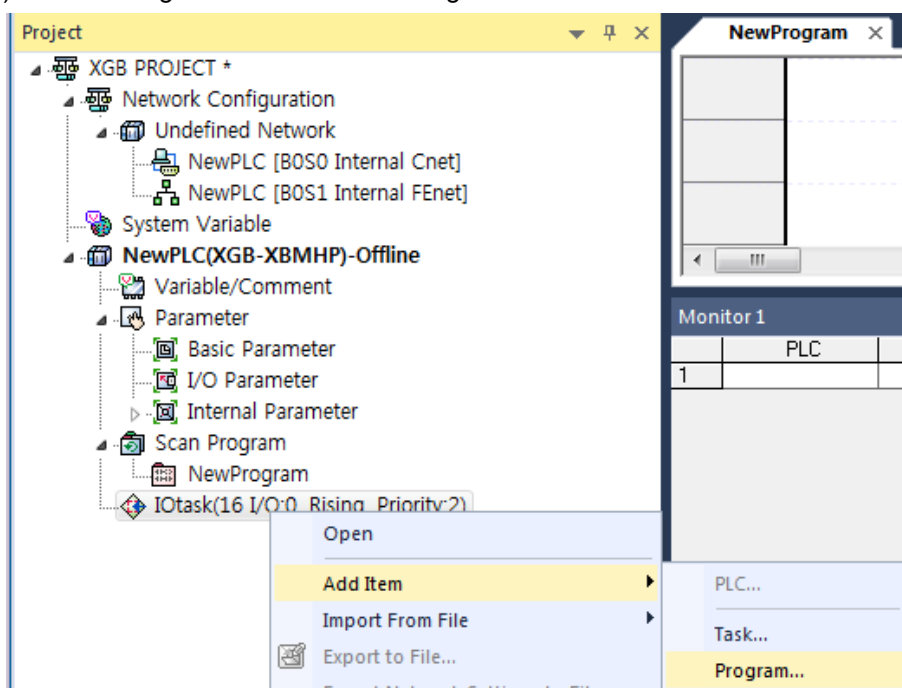 Project
XGB PROJECT *
Network Configuration
Undefined Network
NewPLC [B0S0 Internal Cnet]
NewPLC [B0S1 Internal FEnet]
System Variable
NewPLC(XGB-XBMHP)-Offline
Variable/Comment
Parameter
Basic Parameter
I/O Parameter
Internal Parameter
Scan Program
NewProgram
IOtask(16 I/O:0 Rising Priority:2)
Open
Add Item
Import From File
Export to File...
PLC...
Task...
Program...
NewProgram
Monitor 1
PLC
1